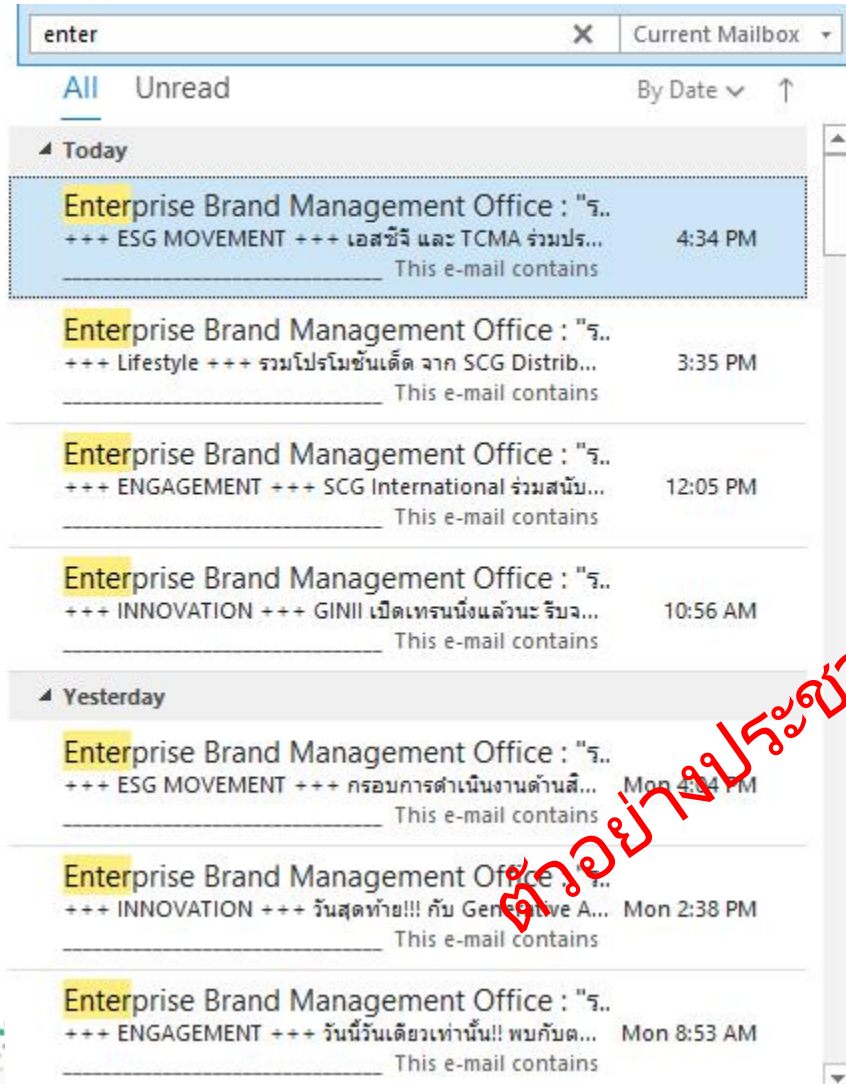 enter
Current Mailbox
All Unread By Date
Today
Enterprise Brand Management Office : "ร..
+++ ESG MOVEMENT +++ เอสซีจี และ TCMA ร่วมปร... 4:34 PM
This e-mail contains
Enterprise Brand Management Office : "ร..
+++ Lifestyle +++ รวมโปรโมชันเด็ด จาก SCG Distrib... 3:35 PM
This e-mail contains
Enterprise Brand Management Office : "ร..
+++ ENGAGEMENT +++ SCG International ร่วมสนับ... 12:05 PM
This e-mail contains
Enterprise Brand Management Office : "ร..
+++ INNOVATION +++ GINII เปิดเทรนนิ่งแล้วนะ รีบจ... 10:56 AM
This e-mail contains
Yesterday
Enterprise Brand Management Office : "ร..
+++ ESG MOVEMENT +++ กรอบการดำเนินงานด้านสิ... Mon 4:04 PM
This e-mail contains
Enterprise Brand Management Office : "ร..
+++ INNOVATION +++ วันสุดท้าย!!! กับ Generative A... Mon 2:38 PM
This e-mail contains
Enterprise Brand Management Office : "ร..
+++ ENGAGEMENT +++ วันนี้วันเดียวเท่านั้น!! พบกับต... Mon 8:53 AM
This e-mail contains
ตัวอย่างประชา